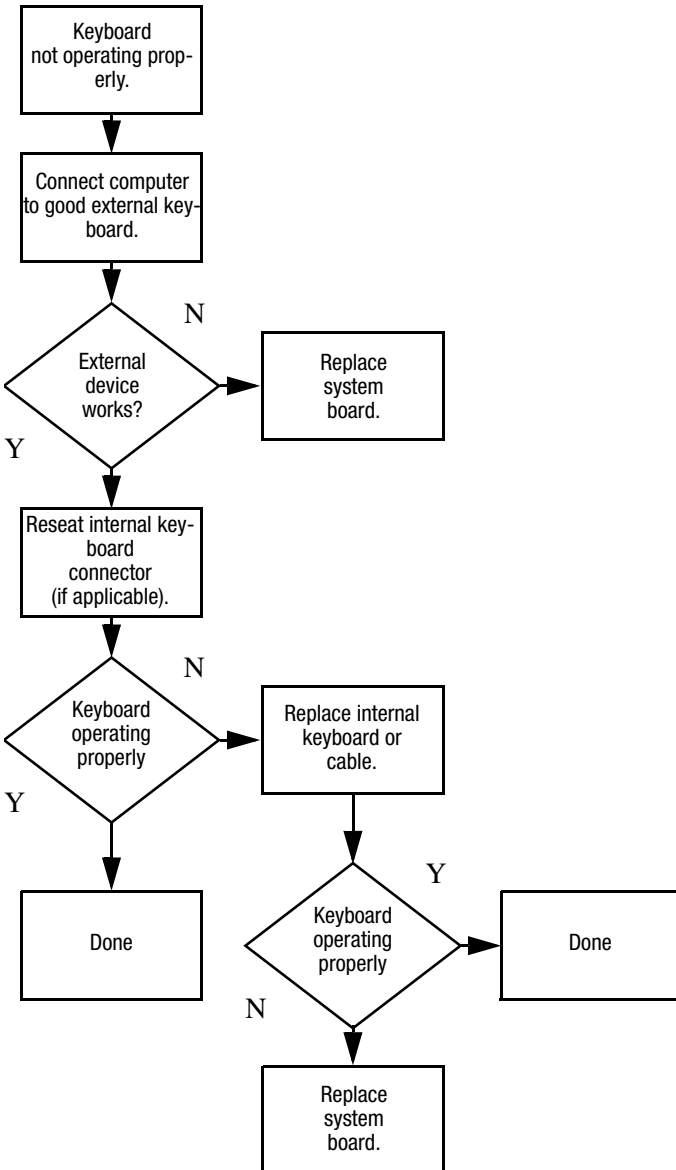 Keyboard
not operating prop-
erly.
Connect computer
to good external key-
board.
N
External
device
works?
Replace
system
board.
Y
Reseat internal key-
board
connector
(if applicable).
N
Keyboard
operating
properly
Replace internal
keyboard or
cable.
Y
Y
Done
Keyboard
operating
properly
Done
N
Replace
system
board.